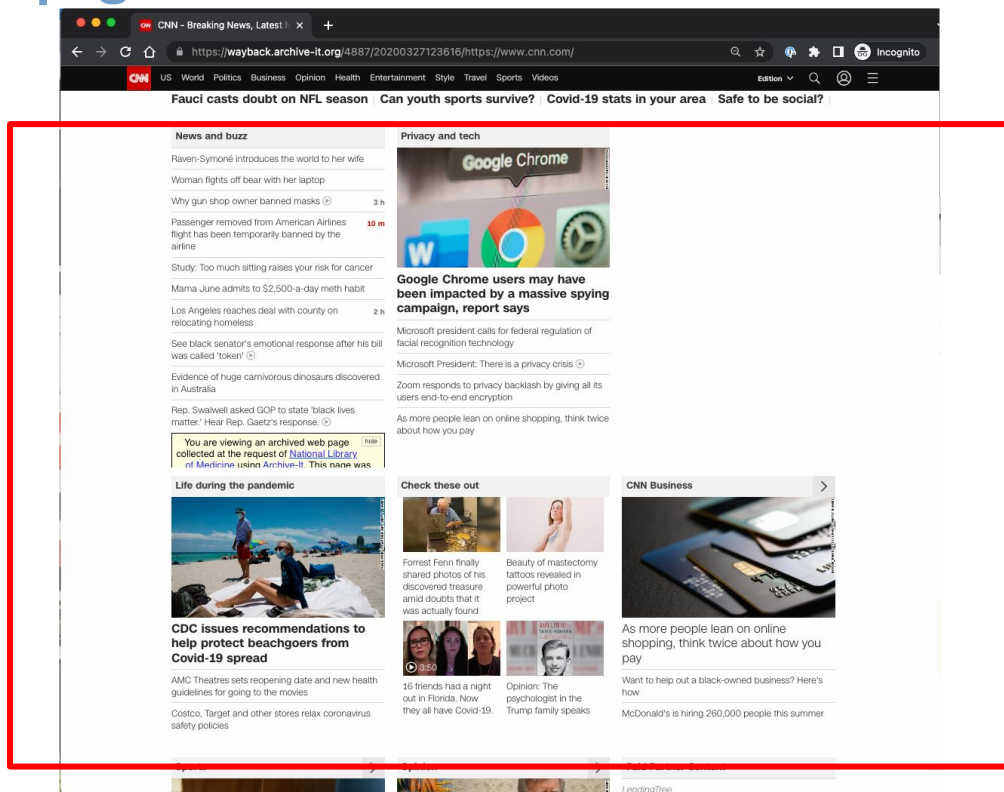 CNN - Breaking News, Latest N
https://wayback.archive-it.org/4887/20200327123616/https://www.cnn.com/
Incognito
CNN US World Politics Business Opinion Health Entertainment Style Travel Sports Videos Edition
Fauci casts doubt on NFL season | Can youth sports survive? | Covid-19 stats in your area | Safe to be social? |
News and buzz
Raven-Symoné introduces the world to her wife
Woman fights off bear with her laptop
Why gun shop owner banned masks 3 h
Passenger removed from American Airlines 10 m
flight has been temporarily banned by the
airline
Study: Too much sitting raises your risk for cancer
Mama June admits to $2,500-a-day meth habit
Los Angeles reaches deal with county on 2 h
relocating homeless
See black senator's emotional response after his bill
was called 'token'
Evidence of huge carnivorous dinosaurs discovered
in Australia
Rep. Swalwell asked GOP to state 'black lives
matter.' Hear Rep. Gaetz's response.
You are viewing an archived web page hide
collected at the request of National Library
of Medicine using Archive-It. This page was
Privacy and tech
Google Chrome
W
Google Chrome users may have
been impacted by a massive spying
campaign, report says
Microsoft president calls for federal regulation of
facial recognition technology
Microsoft President: There is a privacy crisis
Zoom responds to privacy backlash by giving all its
users end-to-end encryption
As more people lean on online shopping, think twice
about how you pay
Life during the pandemic
CDC issues recommendations to
help protect beachgoers from
Covid-19 spread
AMC Theatres sets reopening date and new health
guidelines for going to the movies
Costco, Target and other stores relax coronavirus
safety policies
Check these out
Forrest Fenn finally
shared photos of his
discovered treasure
amid doubts that it
was actually found
Beauty of mastectomy
tattoos revealed in
powerful photo
project
3:50
16 friends had a night
out in Florida. Now
they all have Covid-19.
Opinion: The
psychologist in the
Trump family speaks
CNN Business
As more people lean on online
shopping, think twice about how you
pay
Want to help out a black-owned business? Here's
how
McDonald's is hiring 260,000 people this summer
Sports
Opinion
Paid Partner Content
LendingTree